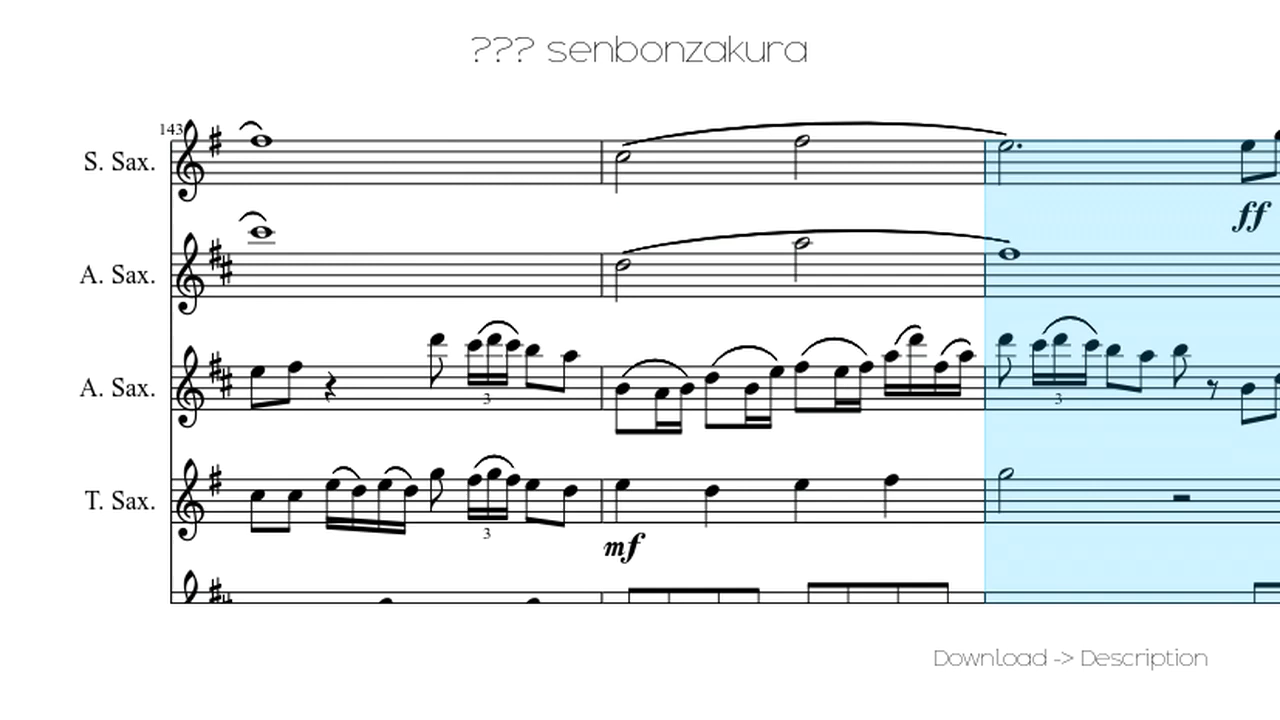 ??? senbonzakura
143
S. Sax.
ff
A. Sax.
A. Sax.
3
3
T. Sax.
3
mf
Download -> Description